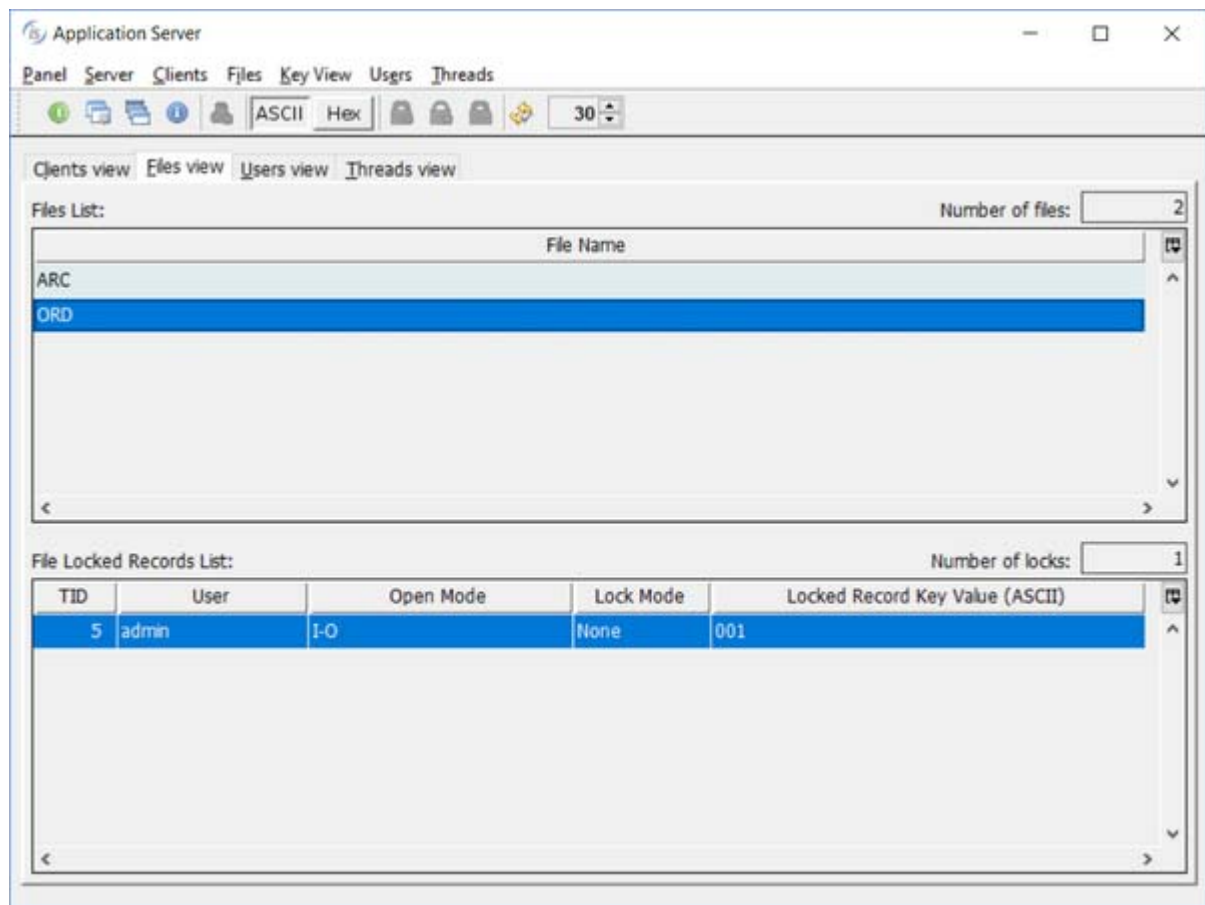 Application Server
Panel Server Clients Files Key View Users Threads
ASCII Hex 30
Clients view Files view Users view Threads view
Files List: Number of files: 2
File Name
ARC
ORD
File Locked Records List: Number of locks: 1
TID User Open Mode Lock Mode Locked Record Key Value (ASCII)
5 admin I-O None 001